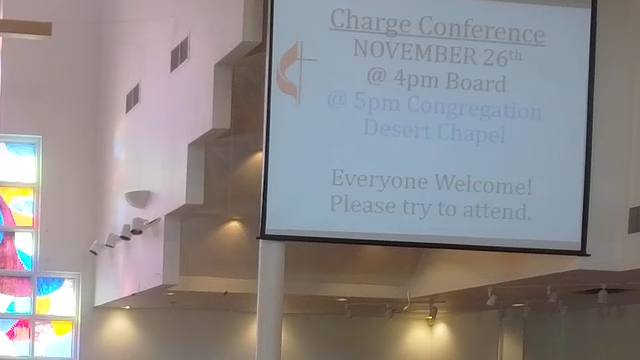 Charge Conference
NOVEMBER 26th
@ 4pm Board
@ 5pm Congregation
Desert Chapel
Everyone Welcome!
Please try to attend.